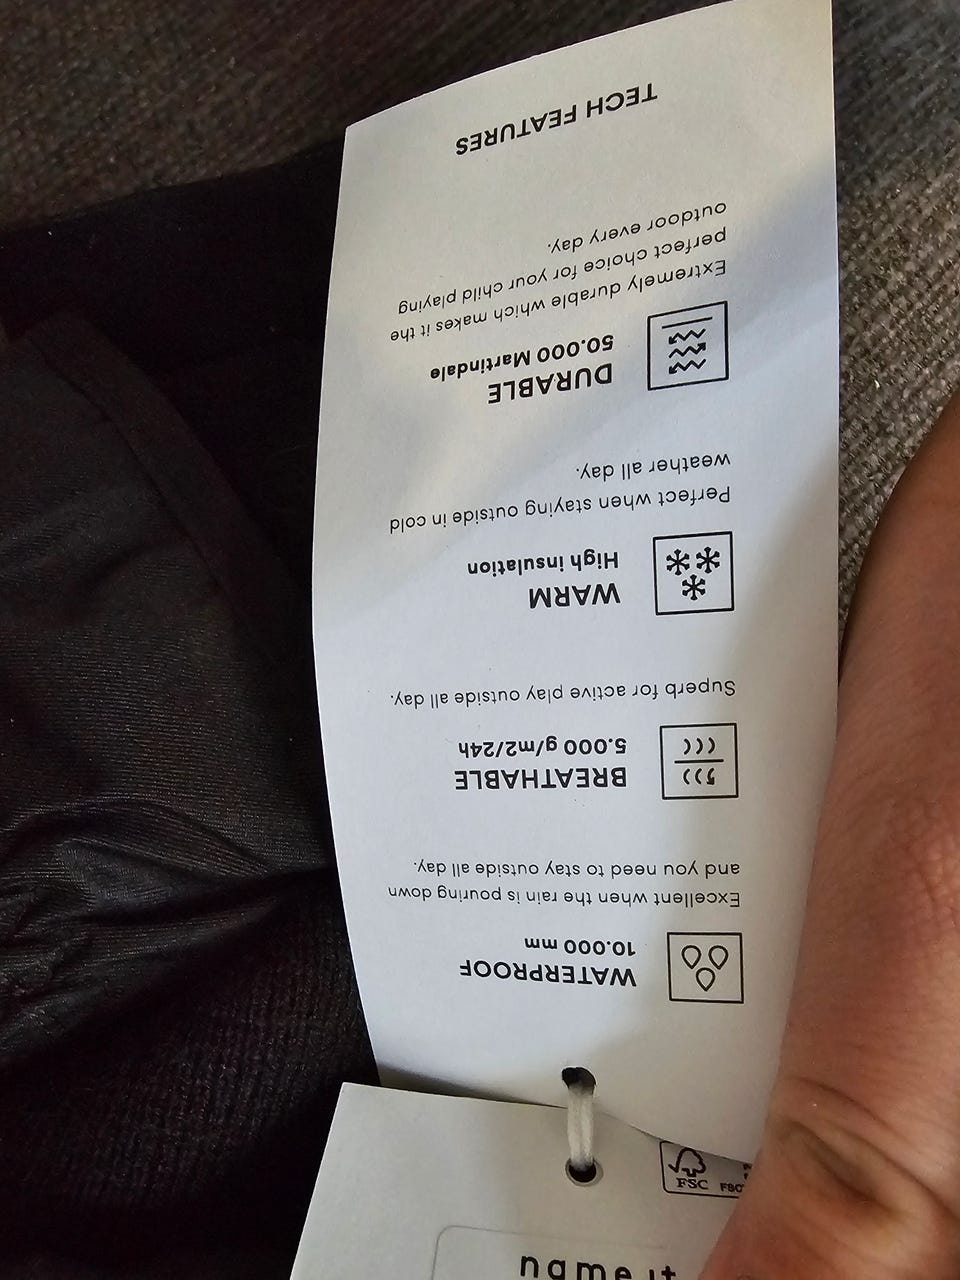 WATERPROOF
10.000 mm
Excellent when the rain is pouring down
and you need to stay outside all day.
BREATHABLE
5.000 g/m2/24h
Superb for active play outside all day.
WARM
High insulation
Perfect when staying outside in cold
weather all day.
DURABLE
50.000 Martindale
Extremely durable which makes it the
perfect choice for your child playing
outdoor every day.
TECH FEATURES
FSC
name it